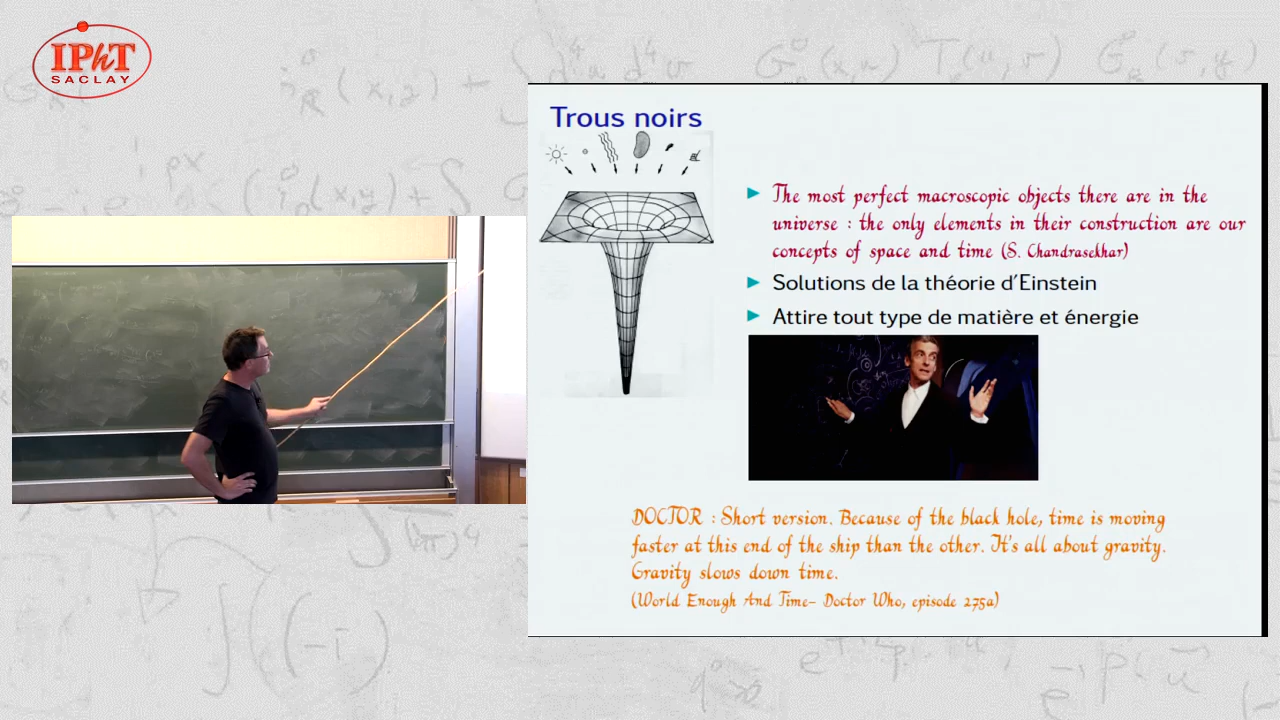 IPhT
SACLAY
Trous noirs
The most perfect macroscopic objects there are in the
universe : the only elements in their construction are our
concepts of space and time (S. Chandrasekhar)
Solutions de la théorie d'Einstein
Attire tout type de matière et énergie
DOCTOR : Short version. Because of the black hole, time is moving
faster at this end of the ship than the other. It's all about gravity.
Gravity slows down time.
(World Enough And Time– Doctor Who, episode 275a)